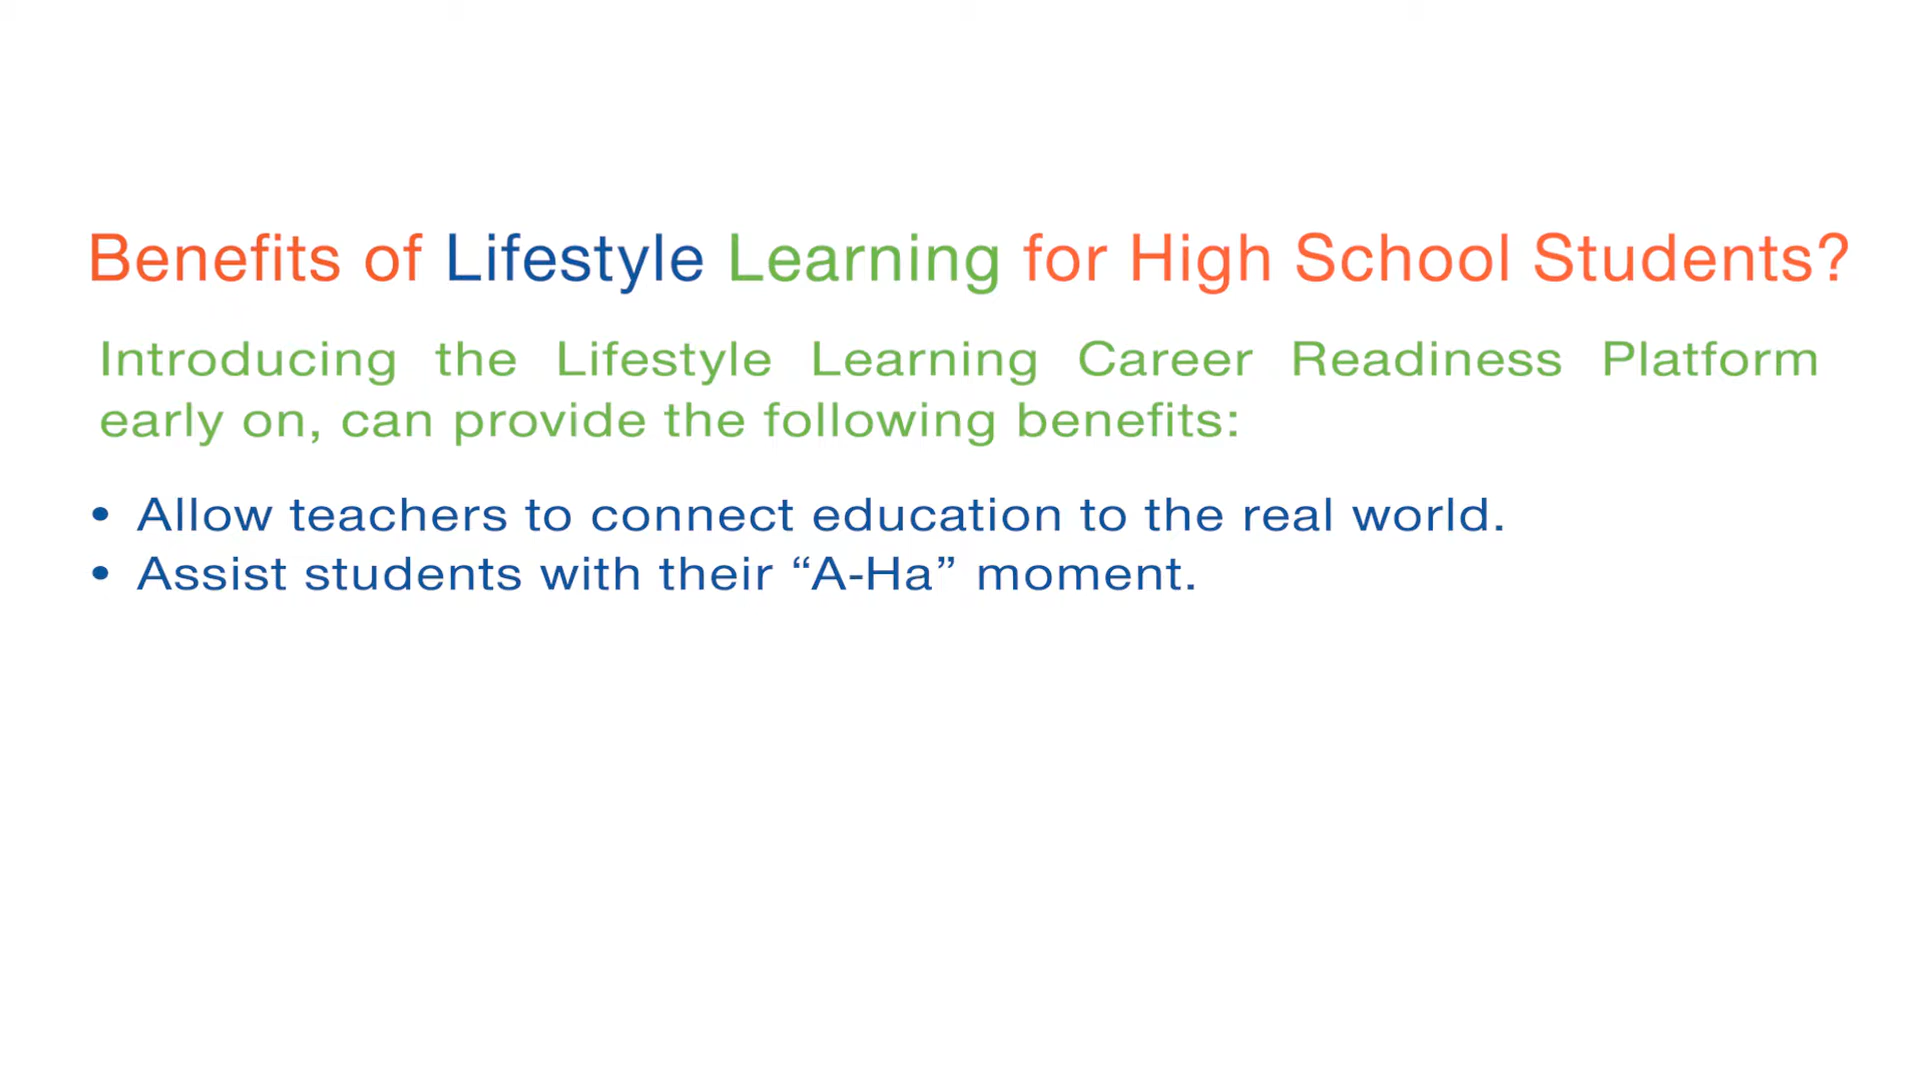 Benefits of Lifestyle Learning for High School Students?
Introducing the Lifestyle Learning Career Readiness Platform
early on, can provide the following benefits:
• Allow teachers to connect education to the real world.
• Assist students with their “A-Ha” moment.